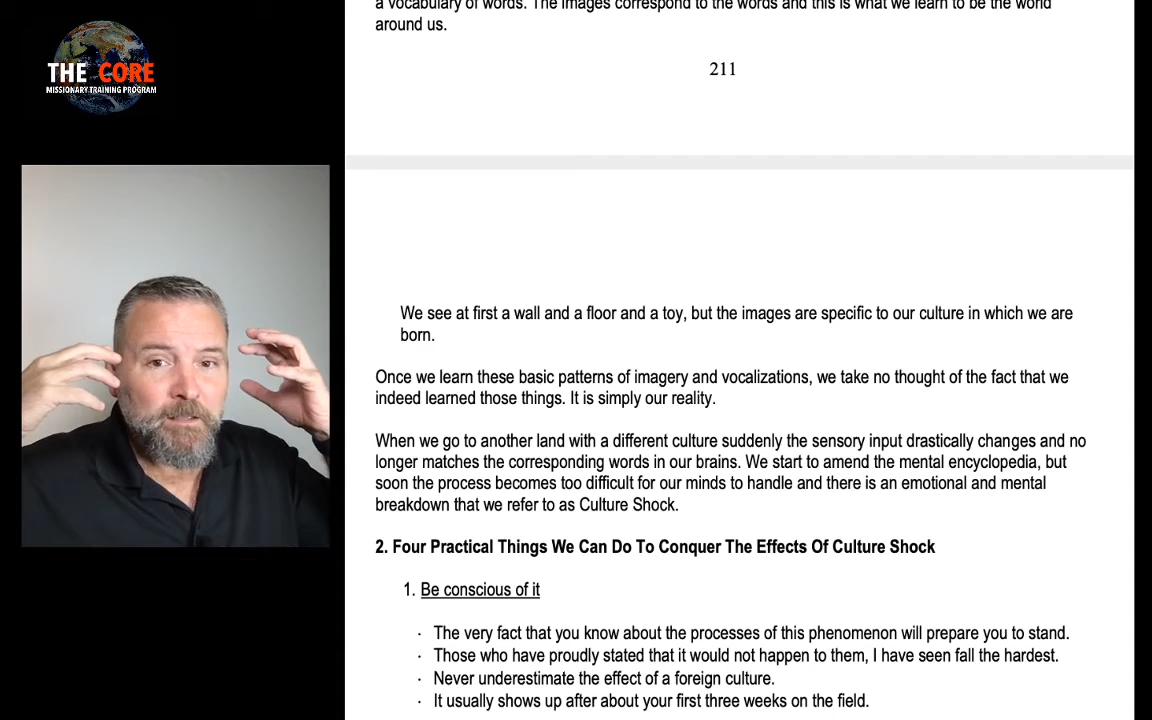 THE CORE
MISSIONARY TRAINING PROGRAM
a vocabulary of words. The images correspond to the words and this is what we learn to be the world
around us.
211
We see at first a wall and a floor and a toy, but the images are specific to our culture in which we are
born.
Once we learn these basic patterns of imagery and vocalizations, we take no thought of the fact that we
indeed learned those things. It is simply our reality.
When we go to another land with a different culture suddenly the sensory input drastically changes and no
longer matches the corresponding words in our brains. We start to amend the mental encyclopedia, but
soon the process becomes too difficult for our minds to handle and there is an emotional and mental
breakdown that we refer to as Culture Shock.
2. Four Practical Things We Can Do To Conquer The Effects Of Culture Shock
1. Be conscious of it
· The very fact that you know about the processes of this phenomenon will prepare you to stand.
· Those who have proudly stated that it would not happen to them, I have seen fall the hardest.
· Never underestimate the effect of a foreign culture.
· It usually shows up after about your first three weeks on the field.